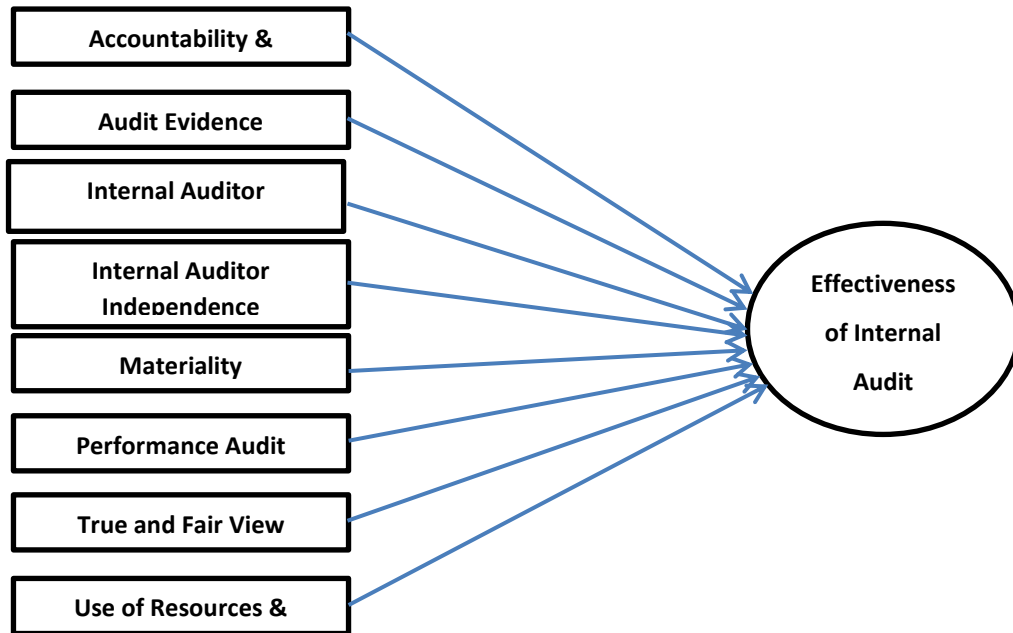 Accountability &
Audit Evidence
Internal Auditor
Internal Auditor
Independence
Materiality
Performance Audit
True and Fair View
Use of Resources &
Effectiveness
of Internal
Audit